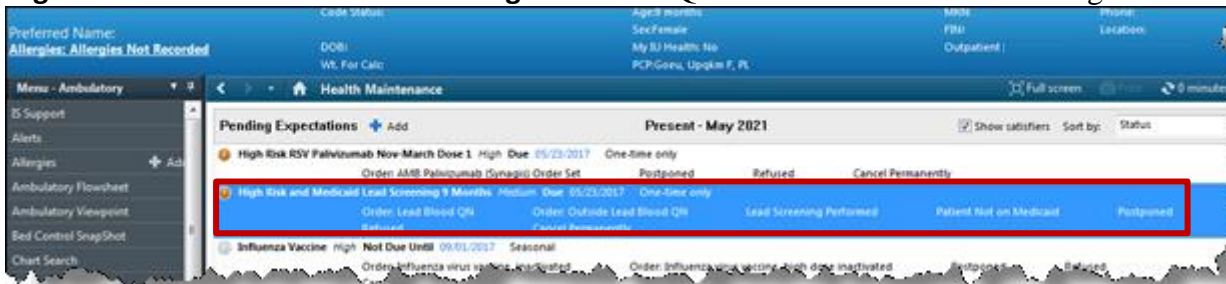 Code Status:
Age:9 months
Phone:
Preferred Name:
Sex:Female
Location:
Allergies: Allergies Not Recorded
DOB:
My IU Health: No
Outpatient
Wt. For Calc:
Menu - Ambulatory
Health Maintenance
Full screen
0 minutes
IS Support
Pending Expectations Add Present - May 2021 Show satisfiers Sort by: Status
Alerts
High Risk RSV Palivizumab Nov-March Dose 1 High Due 05/23/2017 One-time only
Allergies
Order: AMB Palivizumab (Synagis) Order Set Postponed Refused Cancel Permanently
Ambulatory Flowsheet
High Risk and Medicaid Lead Screening 9 Months Medium Due 05/23/2017 One-time only
Ambulatory Viewpoint
Order: Lead Blood QN Order: Outside Lead Blood QN Lead Screening Performed Patient Not on Medicaid Postponed
Refused Cancel Permanently
Bed Control SnapShot
Influenza Vaccine High Not Due Until 09/01/2017 Seasonal
Chart Search
Order: Influenza virus vaccine, inactivated Order: Influenza virus vaccine, high dose inactivated Postponed Refused